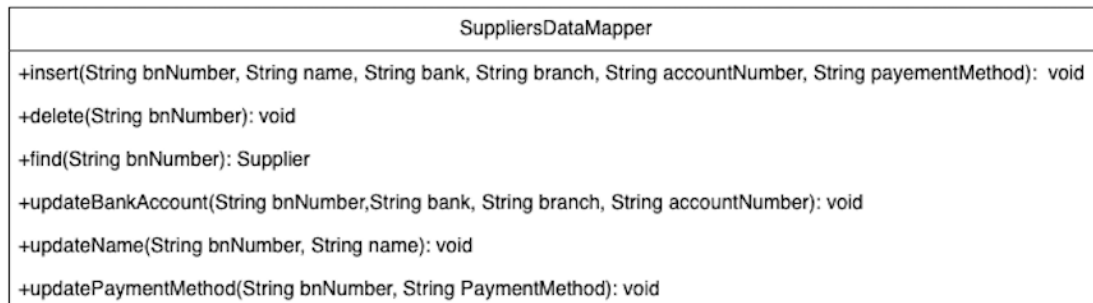 SuppliersDataMapper
+insert(String bnNumber, String name, String bank, String branch, String accountNumber, String payementMethod):  void
+delete(String bnNumber): void
+find(String bnNumber): Supplier
+updateBankAccount(String bnNumber,String bank, String branch, String accountNumber): void
+updateName(String bnNumber, String name): void
+updatePaymentMethod(String bnNumber, String PaymentMethod): void